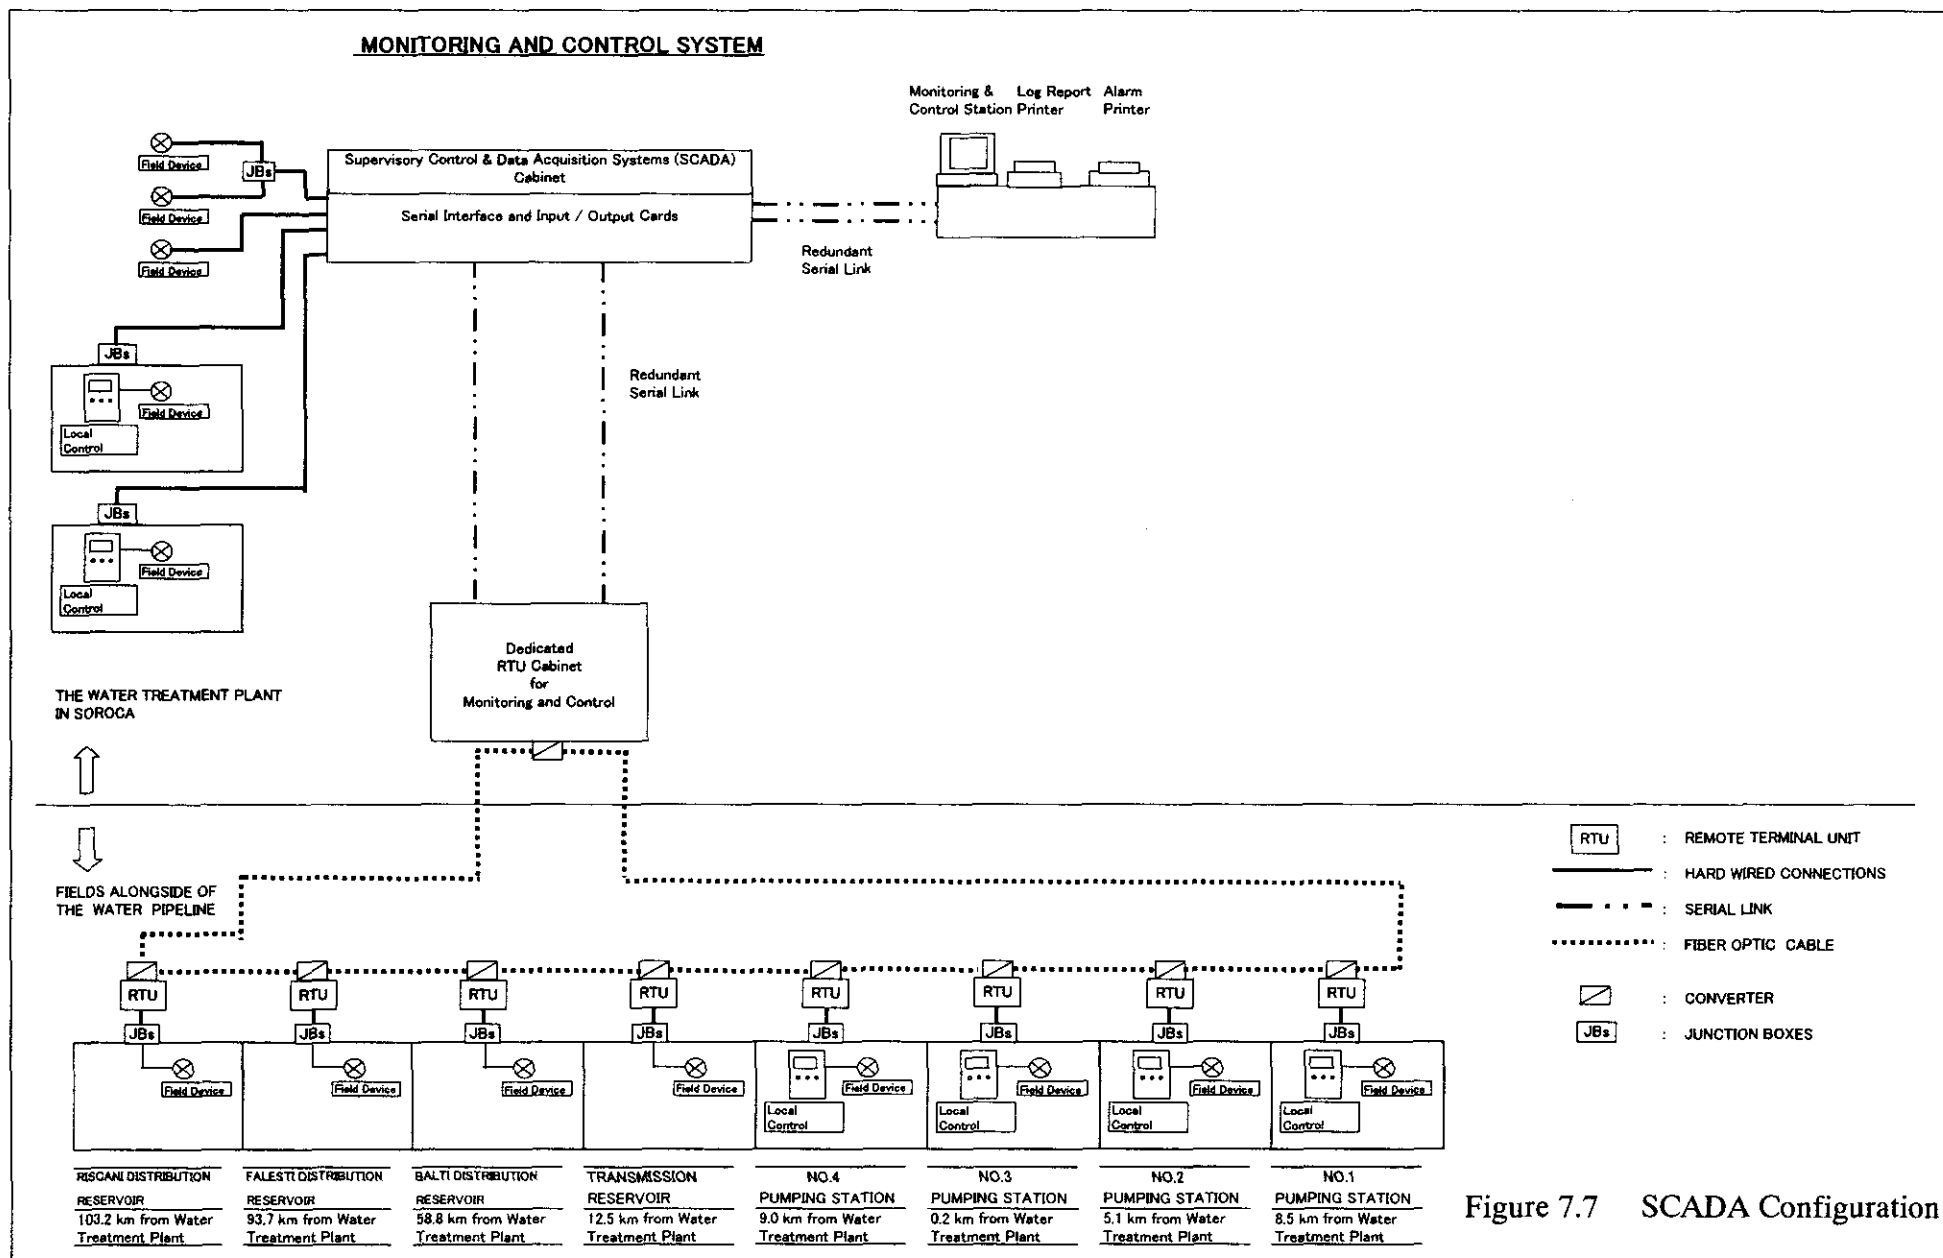 MONITORING AND CONTROL SYSTEM
Monitoring &
Control Station
Log Report
Printer
Alarm
Printer
Field Device
JBs
Field Device
Field Device
Supervisory Control & Data Acquisition Systems (SCADA)
Cabinet
Serial Interface and Input / Output Cards
Redundant
Serial Link
Redundant
Serial Link
JBs
Field Device
Local
Control
JBs
Field Device
Local
Control
Dedicated
RTU Cabinet
for
Monitoring and Control
THE WATER TREATMENT PLANT
IN SOROCA
FIELDS ALONGSIDE OF
THE WATER PIPELINE
RTU : REMOTE TERMINAL UNIT
: HARD WIRED CONNECTIONS
: SERIAL LINK
: FIBER OPTIC CABLE
: CONVERTER
JBs : JUNCTION BOXES
RTU
JBs
Field Device
RISCANI DISTRIBUTION
RESERVOIR
103.2 km from Water
Treatment Plant
RTU
JBs
Field Device
FALESTI DISTRIBUTION
RESERVOIR
93.7 km from Water
Treatment Plant
RTU
JBs
Field Device
BALTI DISTRIBUTION
RESERVOIR
58.8 km from Water
Treatment Plant
RTU
JBs
Field Device
TRANSMISSION
RESERVOIR
12.5 km from Water
Treatment Plant
RTU
JBs
Field Device
Local
Control
NO.4
PUMPING STATION
9.0 km from Water
Treatment Plant
RTU
JBs
Field Device
Local
Control
NO.3
PUMPING STATION
0.2 km from Water
Treatment Plant
RTU
JBs
Field Device
Local
Control
NO.2
PUMPING STATION
5.1 km from Water
Treatment Plant
RTU
JBs
Field Device
Local
Control
NO.1
PUMPING STATION
8.5 km from Water
Treatment Plant
Figure 7.7 SCADA Configuration